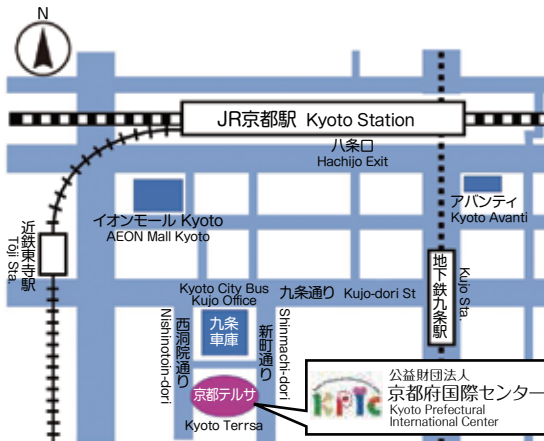 N
JR京都駅 Kyoto Station
八条口
Hachijo Exit
アバンティ
Kyoto Avanti
イオンモール Kyoto
AEON Mall Kyoto
近鉄東寺駅
Tōji Sta.
地下鉄九条駅
Kujō Sta.
Kyoto City Bus
Kujo Office
九条通り Kujo-dori St
九条
車庫
西洞院通り
Nishinotoin-dori
新町通り
Shinmachi-dori
京都テルサ
Kyoto Terrsa
KPIC
公益財団法人
京都府国際センター
Kyoto Prefectural
International Center